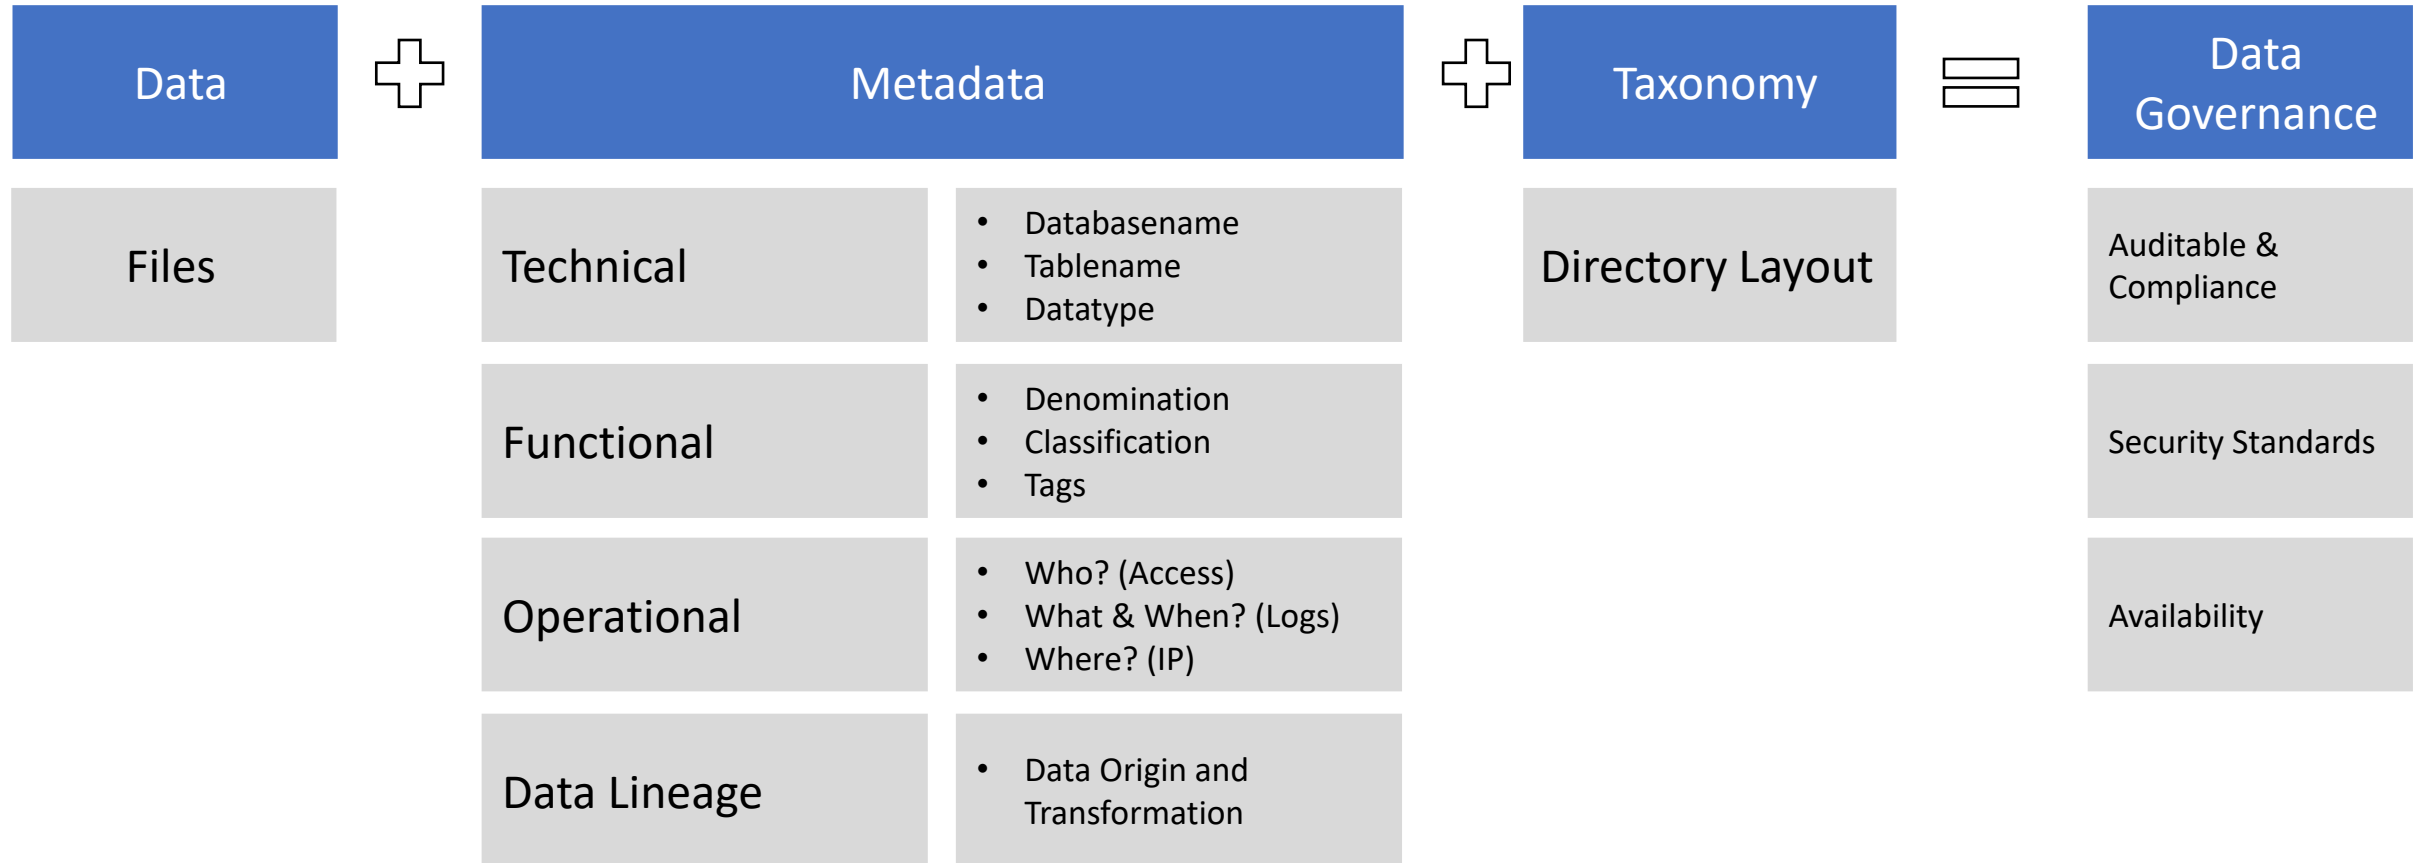 Data
Metadata
Taxonomy
Data
Governance
Files
Technical
• Databasename
• Tablename
• Datatype
Directory Layout
Auditable &
Compliance
Functional
• Denomination
• Classification
• Tags
Security Standards
Operational
• Who? (Access)
• What & When? (Logs)
• Where? (IP)
Availability
Data Lineage
• Data Origin and
Transformation